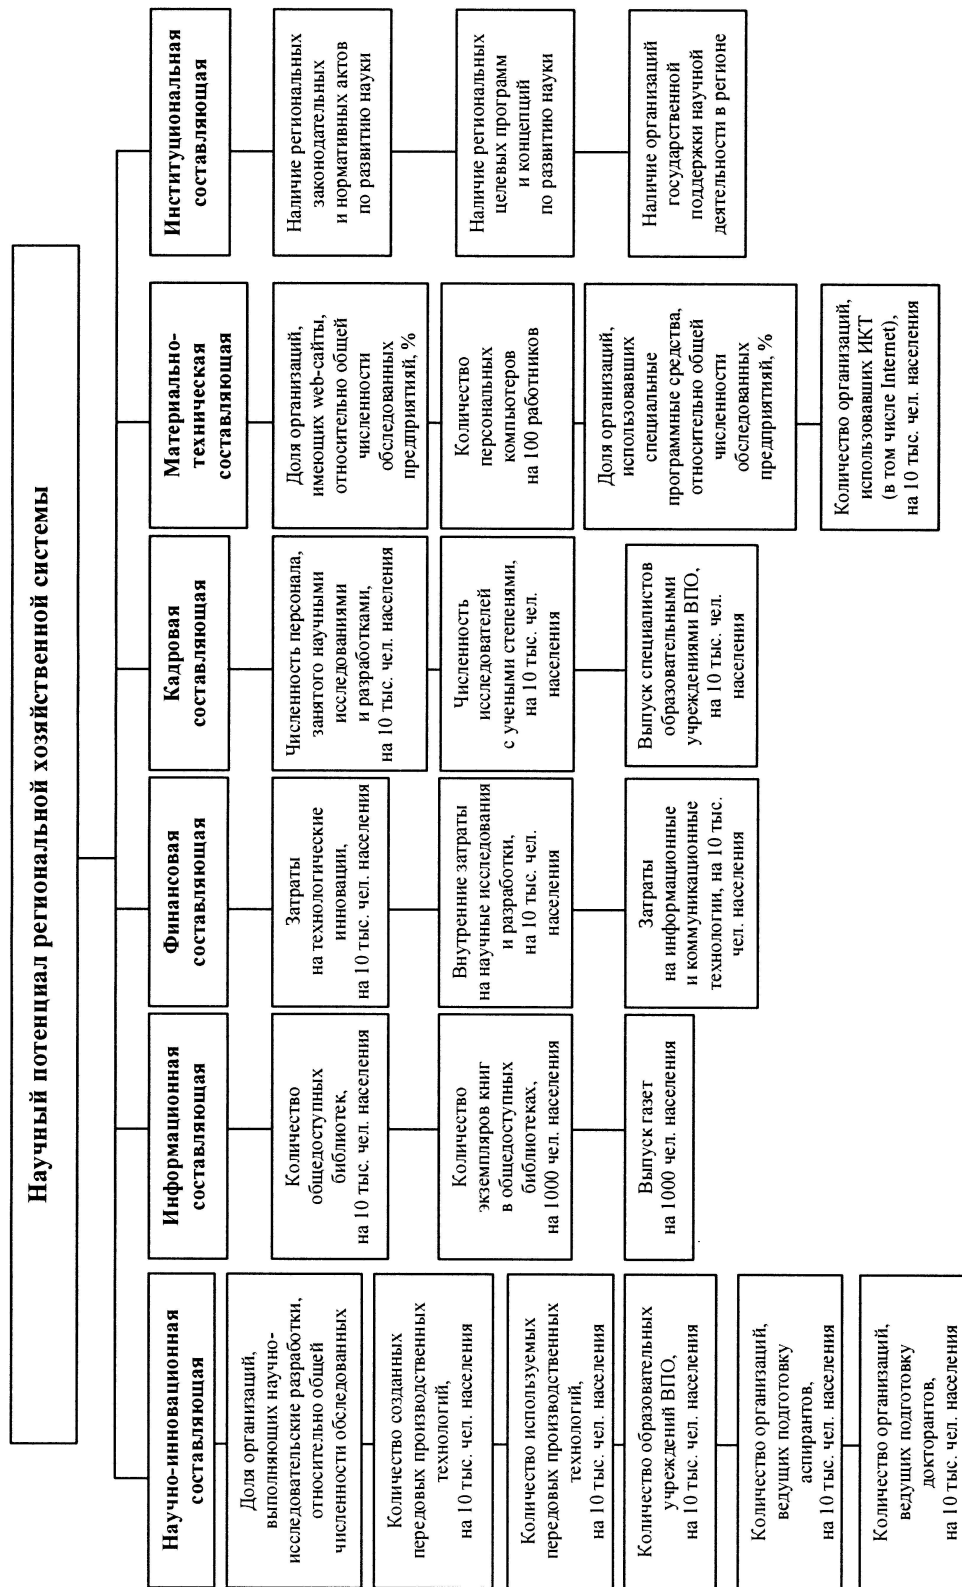 Научный потенциал региональной хозяйственной системы
Научно-инновационная
составляющая
Доля организаций,
выполняющих научно-
исследовательские разработки,
относительно общей
численности обследованных
Количество созданных
передовых производственных
технологий,
на 10 тыс. чел. населения
Количество используемых
передовых производственных
технологий,
на 10 тыс. чел. населения
Количество образовательных
учреждений ВПО,
на 10 тыс. чел. населения
Количество организаций,
ведущих подготовку
аспирантов,
на 10 тыс. чел. населения
Количество организаций,
ведущих подготовку
докторантов,
на 10 тыс. чел. населения
Информационная
составляющая
Количество
общедоступных
библиотек,
на 10 тыс. чел. населения
Количество
экземпляров книг
в общедоступных
библиотеках,
на 1000 чел. населения
Выпуск газет
на 1000 чел. населения
Финансовая
составляющая
Затраты
на технологические
инновации,
на 10 тыс. чел. населения
Внутренние затраты
на научные исследования
и разработки,
на 10 тыс. чел.
населения
Затраты
на информационные
и коммуникационные
технологии, на 10 тыс.
чел. населения
Кадровая
составляющая
Численность персонала,
занятого научными
исследованиями
и разработками,
на 10 тыс. чел. населения
Численность
исследователей
с учеными степенями,
на 10 тыс. чел.
населения
Выпуск специалистов
образовательными
учреждениями ВПО,
на 10 тыс. чел.
населения
Материально-
техническая
составляющая
Доля организаций,
имеющих web-сайты,
относительно общей
численности
обследованных
предприятияй, %
Количество
персональных
компьютеров
на 100 работников
Доля организаций,
использовавших
специальные
программные средства,
относительно общей
численности
обследованных
предприятияй, %
Количество организаций,
использовавших ИКТ
(в том числе Internet),
на 10 тыс. чел. населения
Институциональная
составляющая
Наличие региональных
законодательных
и нормативных актов
по развитию науки
Наличие региональных
целевых программ
и концепций
по развитию науки
Наличие организаций
государственной
поддержки научной
деятельности в регионе